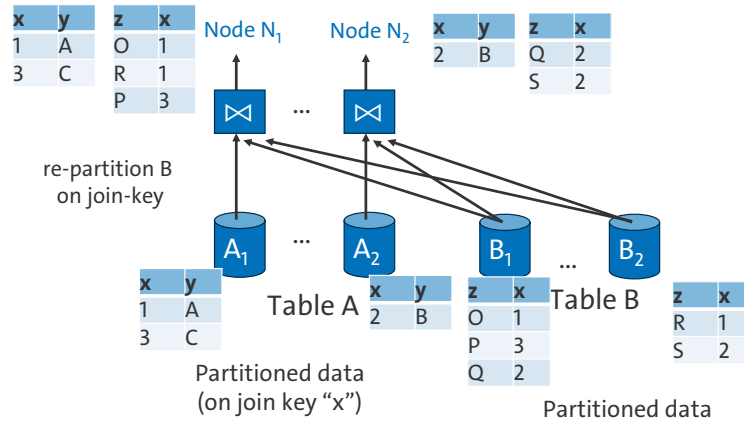 x y
1 A
3 C
z x
O 1
R 1
P 3
Node N₁
Node N₂
x y
2 B
z x
Q 2
S 2
⋈
...
⋈
re-partition B
on join-key
A₁
...
A₂
B₁
...
B₂
x y
1 A
3 C
Table A
x y
2 B
z x
O 1
P 3
Q 2
Table B
z x
R 1
S 2
Partitioned data
(on join key “x”)
Partitioned data